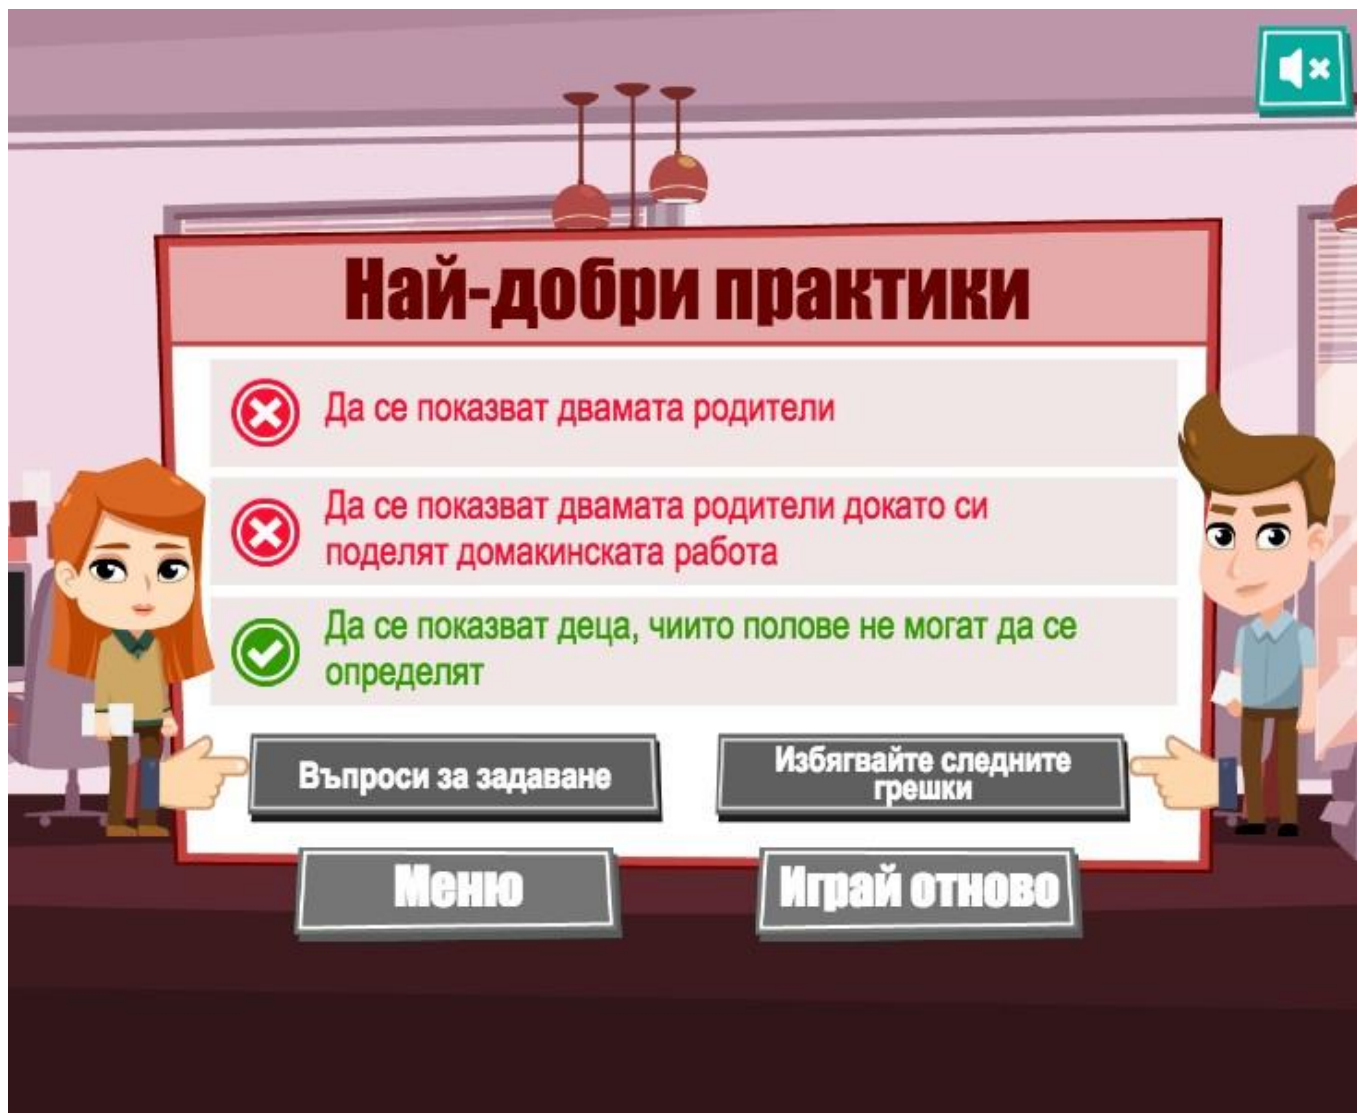 Най-добри практики
Да се показват двамата родители
Да се показват двамата родители докато си
поделят домакинската работа
Да се показват деца, чиито полове не могат да се
определят
Въпроси за задаване
Избягвайте следните
грешки
Меню
Играй отново